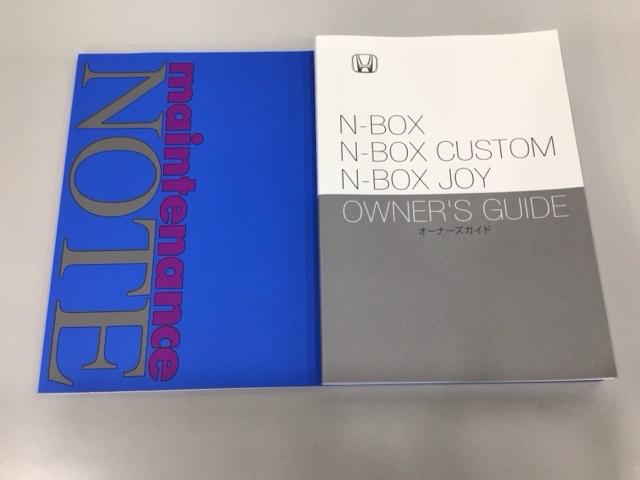 maintenance
NOTE
N-BOX
N-BOX CUSTOM
N-BOX JOY
OWNER'S GUIDE
オーナーズガイド